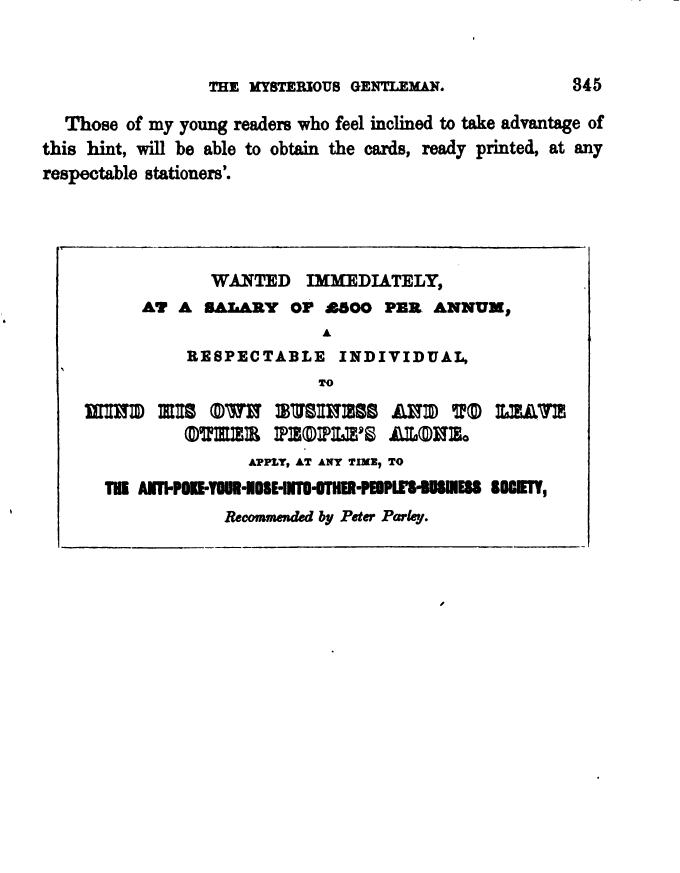 THE MYSTERIOUS GENTLEMAN. 345
Those of my young readers who feel inclined to take advantage of
this hint, will be able to obtain the cards, ready printed, at any
respectable stationers'.
WANTED IMMEDIATELY,
AT A SALARY OF £500 PER ANNUM,
A
RESPECTABLE INDIVIDUAL,
TO
MIND HIS OWN BUSINESS AND TO LEAVE
OTHER PEOPLE'S ALONE.
APPLY, AT ANY TIME, TO
THE ANTI-POKE-YOUR-NOSE-INTO-OTHER-PEOPLE'S-BUSINESS SOCIETY,
Recommended by Peter Parley.